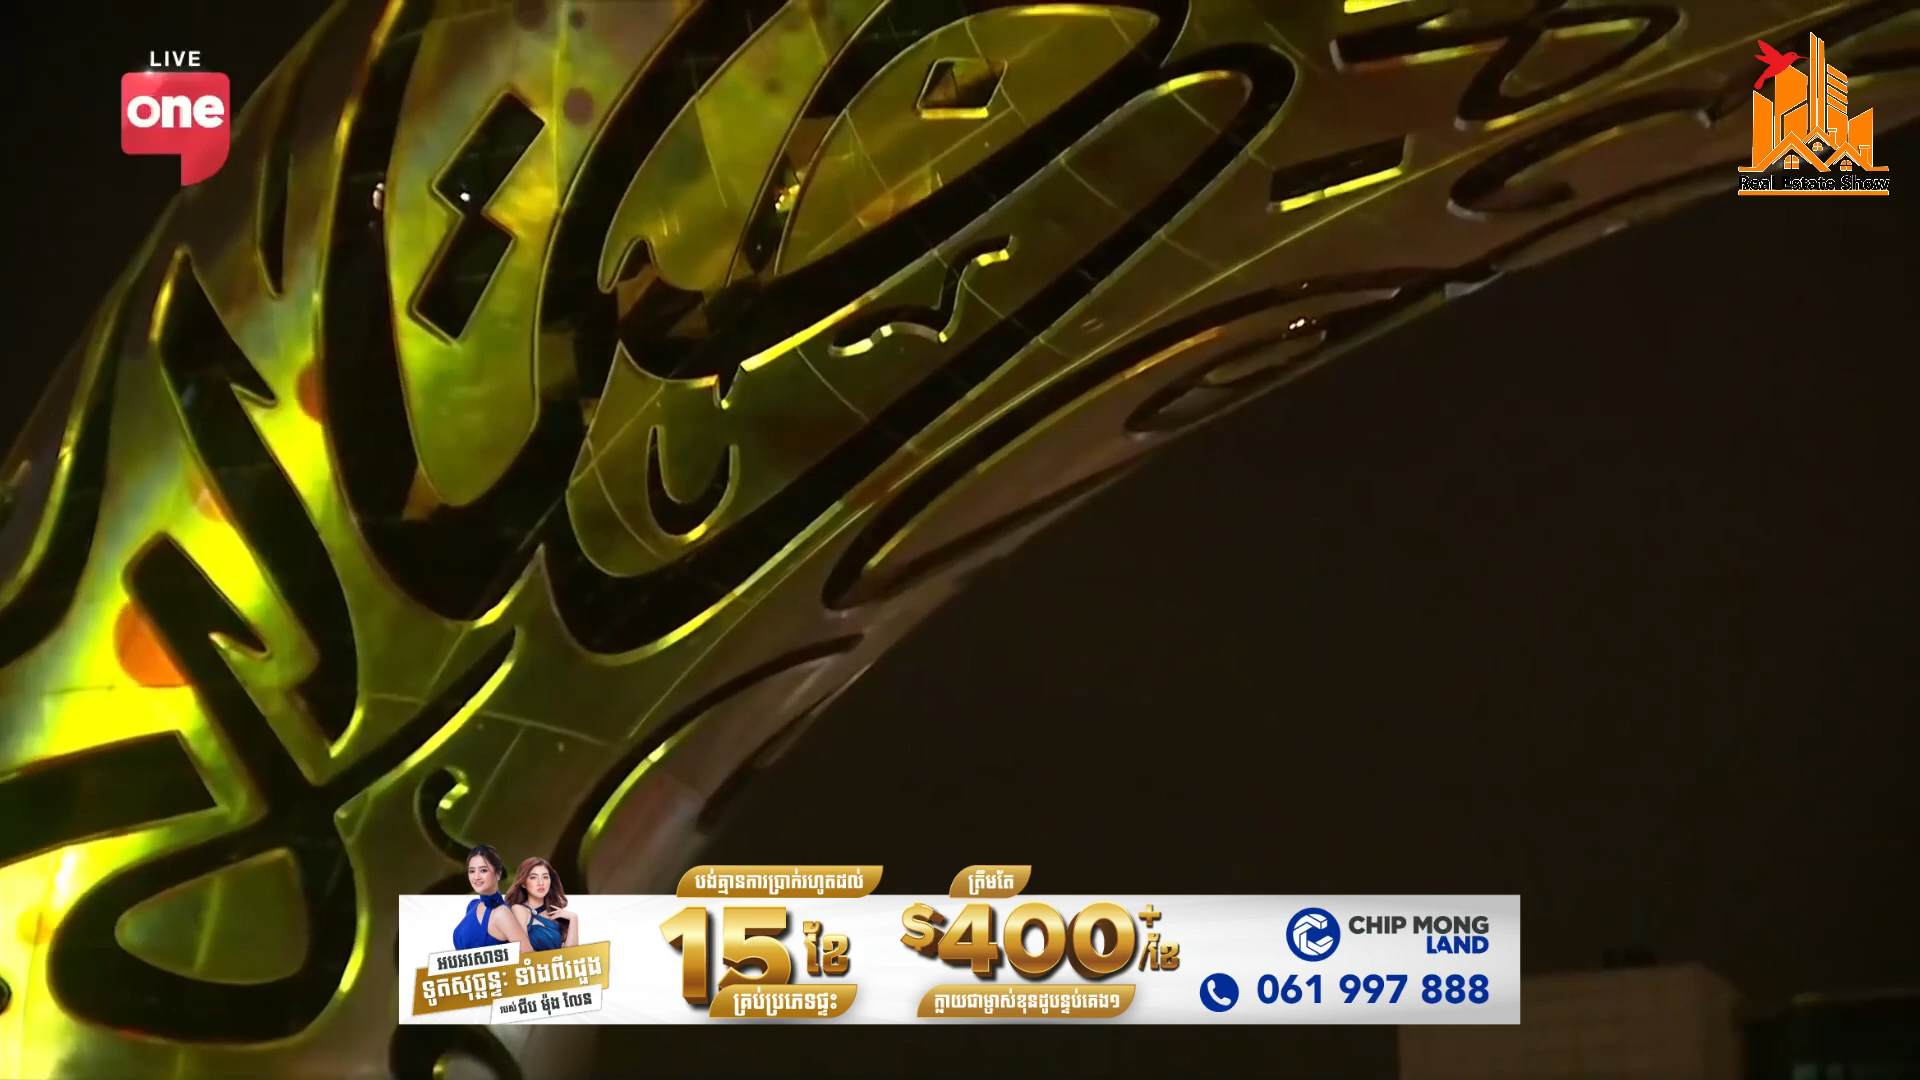 LIVE
one
Real Estate Show
អបអរសាទរ
ទូតសុច្ឆន្ទៈ ទាំងពីរដួង
របស់ ជីប ម៉ុង លែន
បង់គ្មានការប្រាក់រហូតដល់
15 ខែ
គ្រប់ប្រភេទផ្ទះ
ត្រឹមតែ
$400+/ខែ
ក្លាយជាម្ចាស់ខុនដូបន្ទប់គេង១
CHIP MONG
LAND
061 997 888